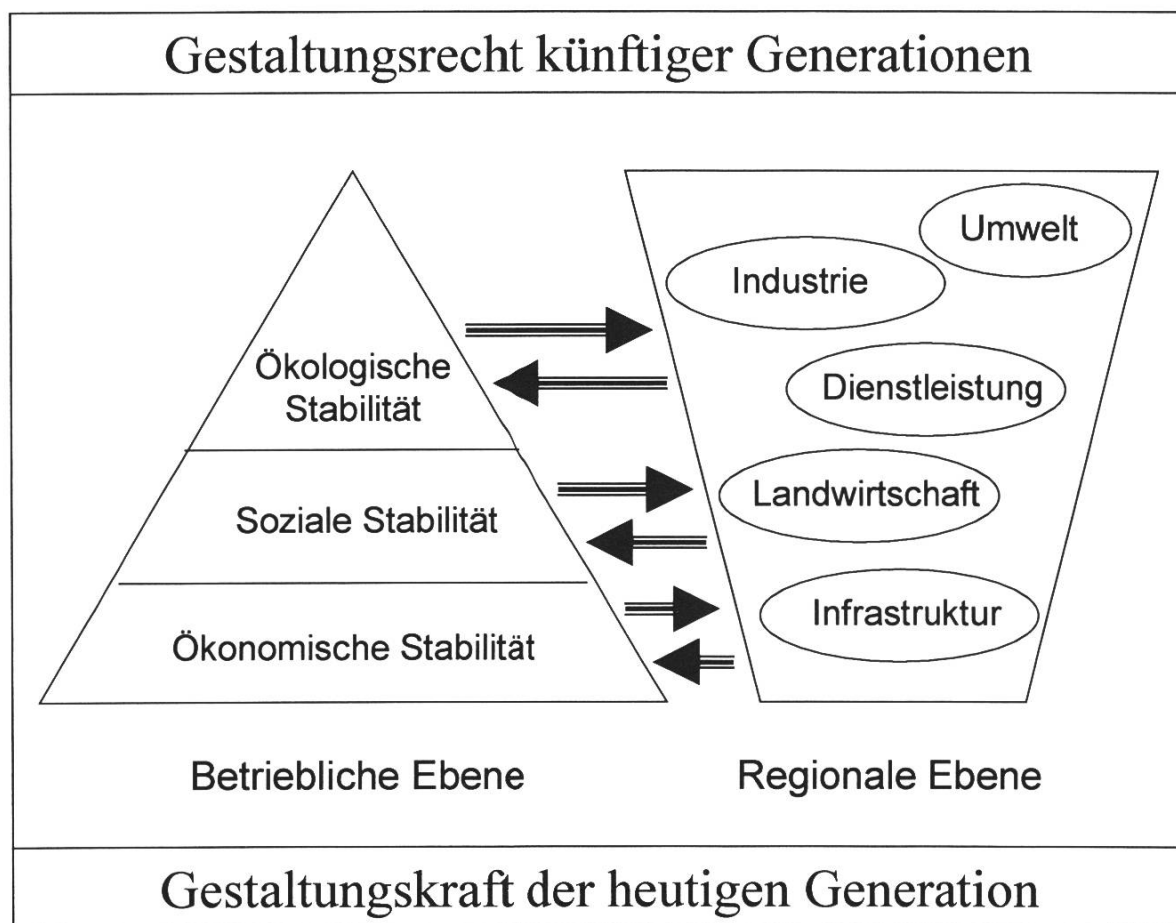 Gestaltungsrecht künftiger Generationen
Umwelt
Industrie
Ökologische
Stabilität
Dienstleistung
Soziale Stabilität
Landwirtschaft
Ökonomische Stabilität
Infrastruktur
Betriebliche Ebene
Regionale Ebene
Gestaltungskraft der heutigen Generation